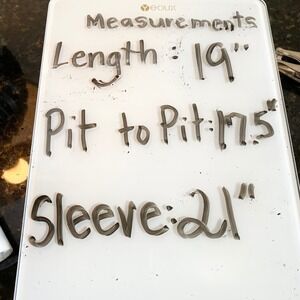 Measurements
Length: 19"
Pit to Pit: 17.5"
Sleeve: 21"